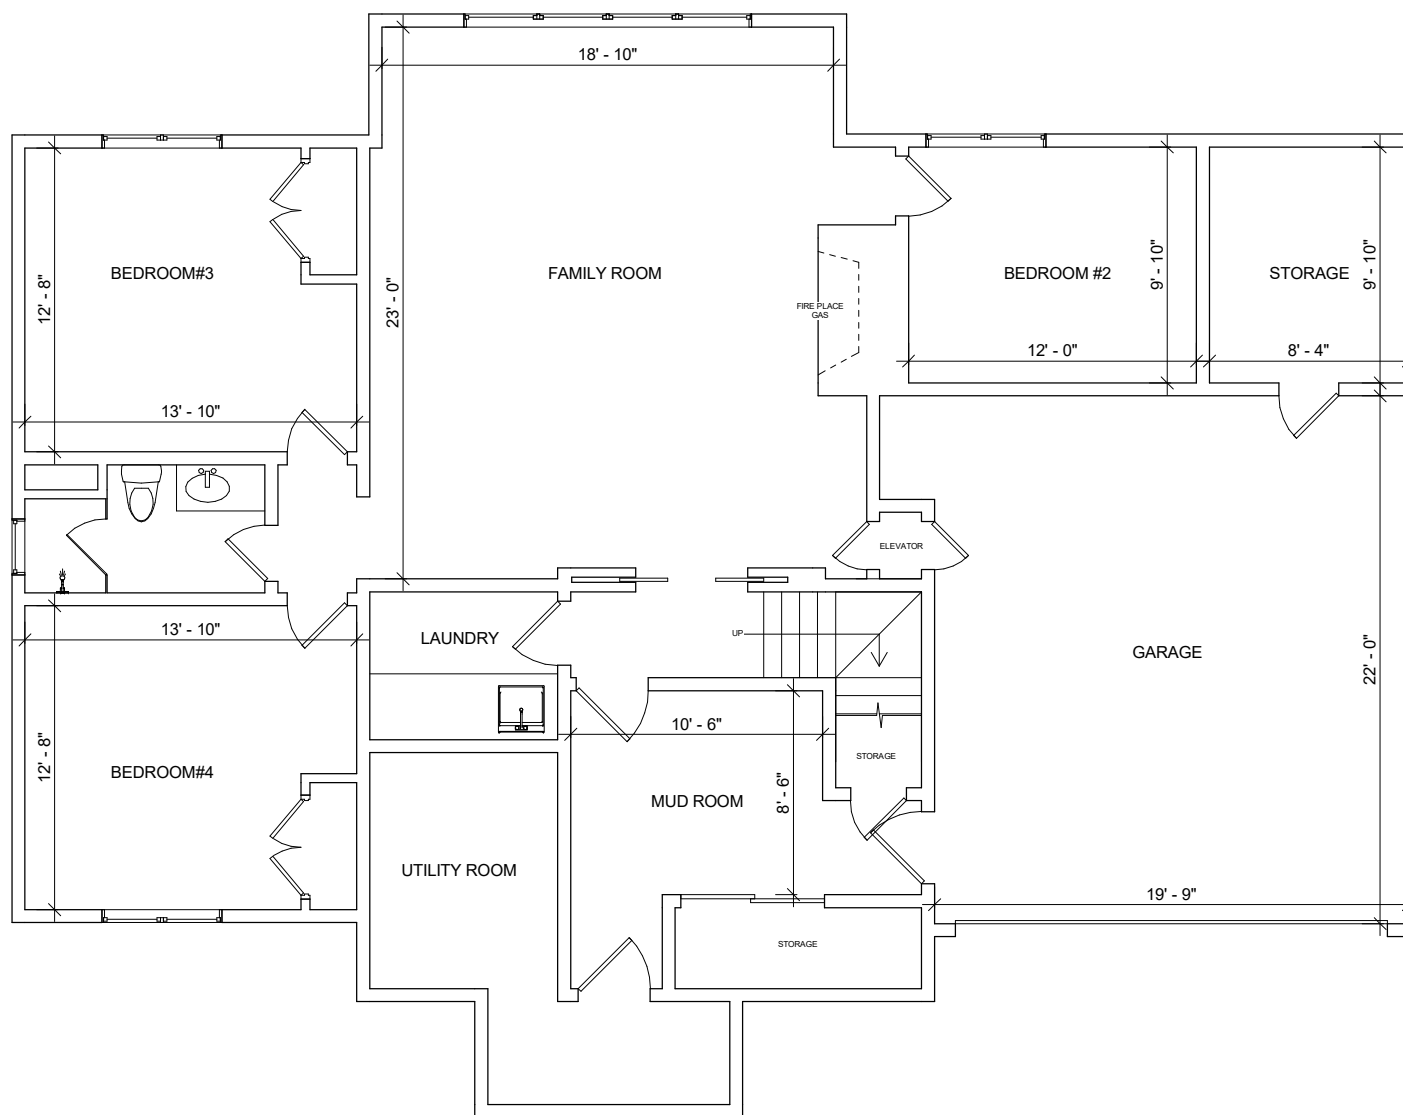 18' - 10"
BEDROOM#3
FAMILY ROOM
BEDROOM #2
STORAGE
12' - 8"
23' - 0"
9' - 10"
9' - 10"
FIRE PLACE
GAS
12' - 0"
8' - 4"
13' - 10"
ELEVATOR
13' - 10"
LAUNDRY
UP
GARAGE
22' - 0"
10' - 6"
12' - 8"
BEDROOM#4
STORAGE
MUD ROOM
8' - 6"
UTILITY ROOM
19' - 9"
STORAGE